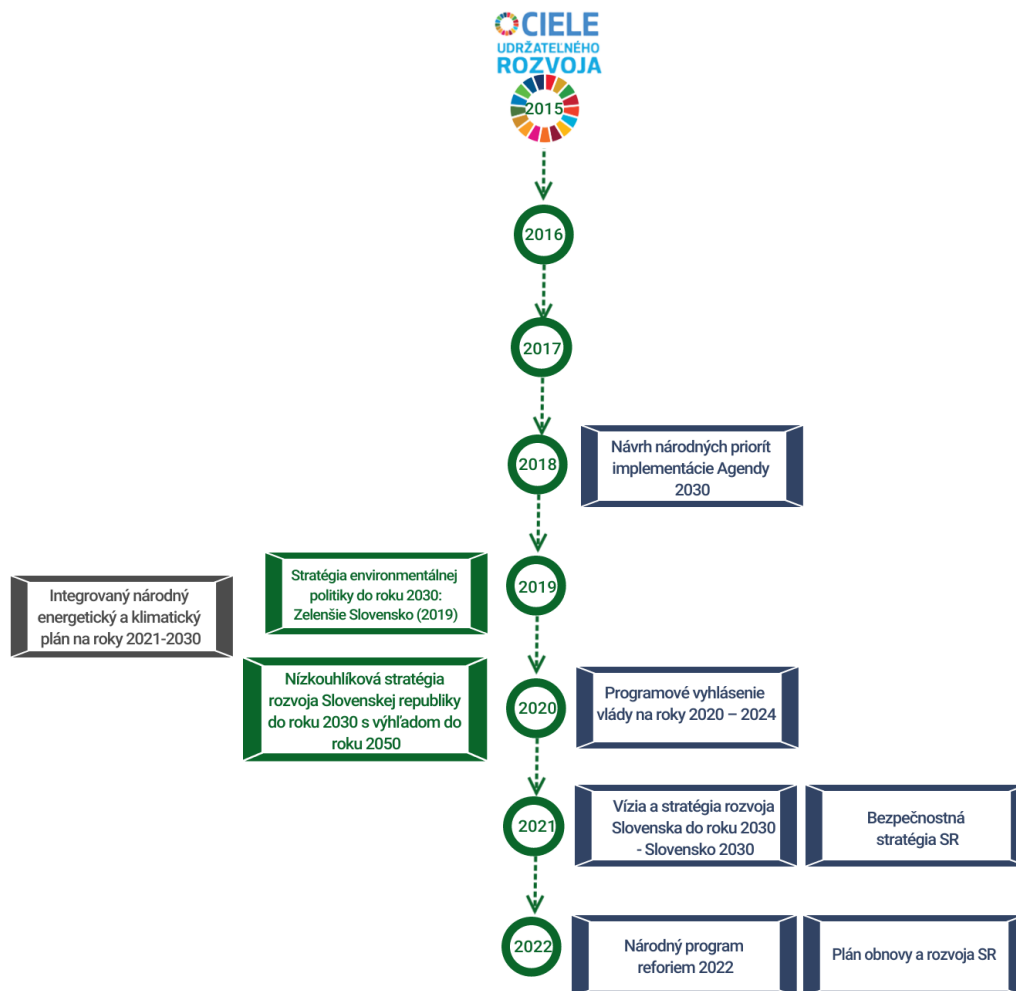 CIELE
UDRŽATEĽNÉHO
ROZVOJA
2015
2016
2017
2018
Návrh národných priorít
implementácie Agendy
2030
Integrovaný národný
energetický a klimatický
plán na roky 2021-2030
Stratégia environmentálnej
politiky do roku 2030:
Zelenšie Slovensko (2019)
2019
Nízkouhlíková stratégia
rozvoja Slovenskej republiky
do roku 2030 s výhľadom do
roku 2050
2020
Programové vyhlásenie
vlády na roky 2020 – 2024
2021
Vízia a stratégia rozvoja
Slovenska do roku 2030
- Slovensko 2030
Bezpečnostná
stratégia SR
2022
Národný program
reforiem 2022
Plán obnovy a rozvoja SR